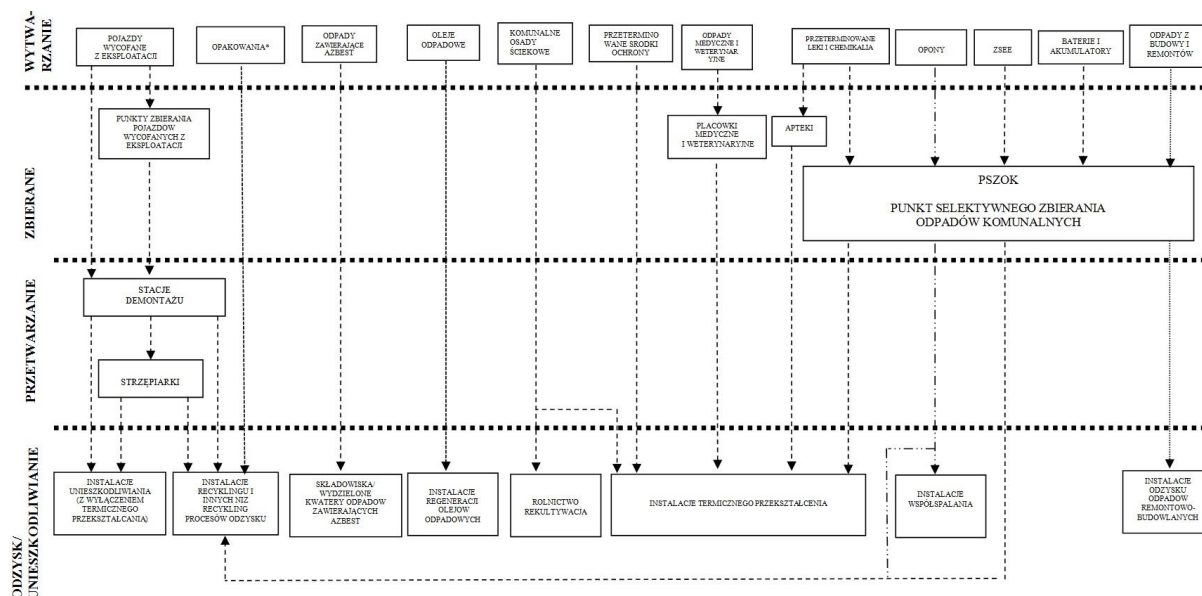 WYTWA-
RZANIE
POJAZDY
WYCOFANE
Z EKSPLOATACJI
OPAKOWANIA*
ODPADY
ZAWIERAJĄCE
AZBEST
OLEJE
ODPADOWE
KOMUNALNE
OSADY
ŚCIEKOWE
PRZETERMINO
WANE SRODKI
OCHRONY
ODPADY
MEDYCZNE I
WETERYNAR
YJNE
PRZETERMINOWANE
LEKI I CHEMIKALIA
OPONY
ZSEE
BATERIE I
AKUMULATORY
ODPADY Z
BUDOWY I
REMONTÓW
ZBIERANE
PUNKTY ZBIERANIA
POJAZDÓW
WYCOFANYCH Z
EKSPLOATACJI
PLACÓWKI
MEDYCZNE
I WETERYNARYJNE
APTEKI
PSZOK
PUNKT SELEKTYWNEGO ZBIERANIA
ODPADÓW KOMUNALNYCH
PRZETWARZANIE
STACJE
DEMONTAŻU
STRZĘPIARKI
ODZYSK/
UNIESZKODLIWIANIE
INSTALACJE
UNIESZKODLIWIANIA
(Z WYŁĄCZENIEM
TERMICZNEGO
PRZEKSZTAŁCANIA)
INSTALACJE
RECYKLINGU I
INNYCH NIZ
RECYKLING
PROCESÓW ODZYSKU
SKŁADOWISKA/
WYDZIELONE
KWATERY ODPADÓW
ZAWIERAJĄCYCH
AZBEST
INSTALACJE
REGENERACJI
OLEJÓW
ODPADOWYCH
ROLNICTWO
REKULTYWACJA
INSTALACJE TERMICZNEGO PRZEKSZTAŁCENIA
INSTALACJE
WSPÓŁSPALANIA
INSTALACJE
ODZYSKU
ODPADÓW
REMONTOWO-
BUDOWLANYCH